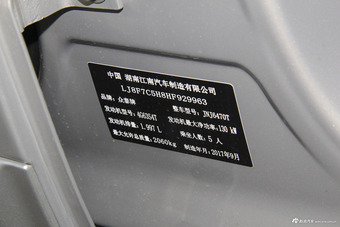 中国 湖南江南汽车制造有限公司
LJ8F7C5H8HF929963
品牌：众泰牌 整车型号：JNJ6470T
发动机型号：4G63S4T 发动机最大净功率：130 kW
发动机排量：1.997 L 乘坐人数：5 人
最大允许总质量：2060kg 制造年月：2017年9月